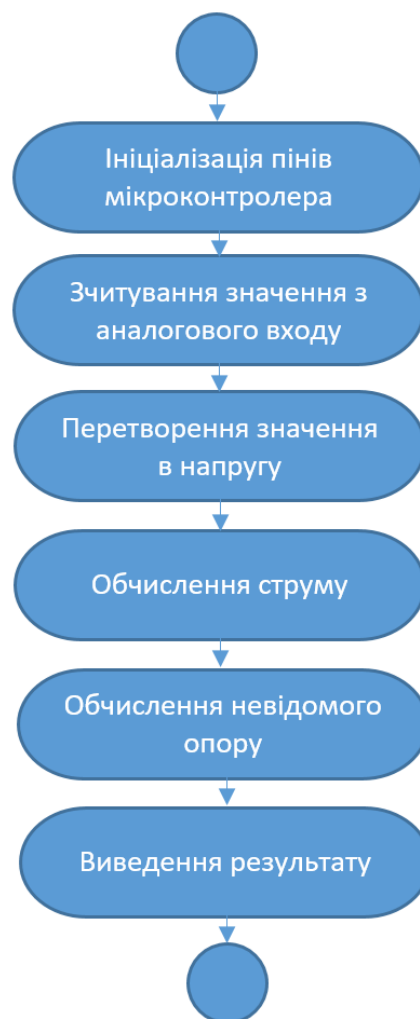 Ініціалізація пінів
мікроконтролера
Зчитування значення з
аналогового входу
Перетворення значення
в напругу
Обчислення струму
Обчислення невідомого
опору
Виведення результату